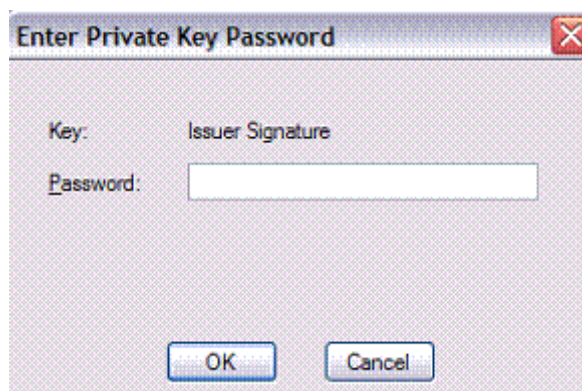 Enter Private Key Password
Key: Issuer Signature
Password:
OK Cancel